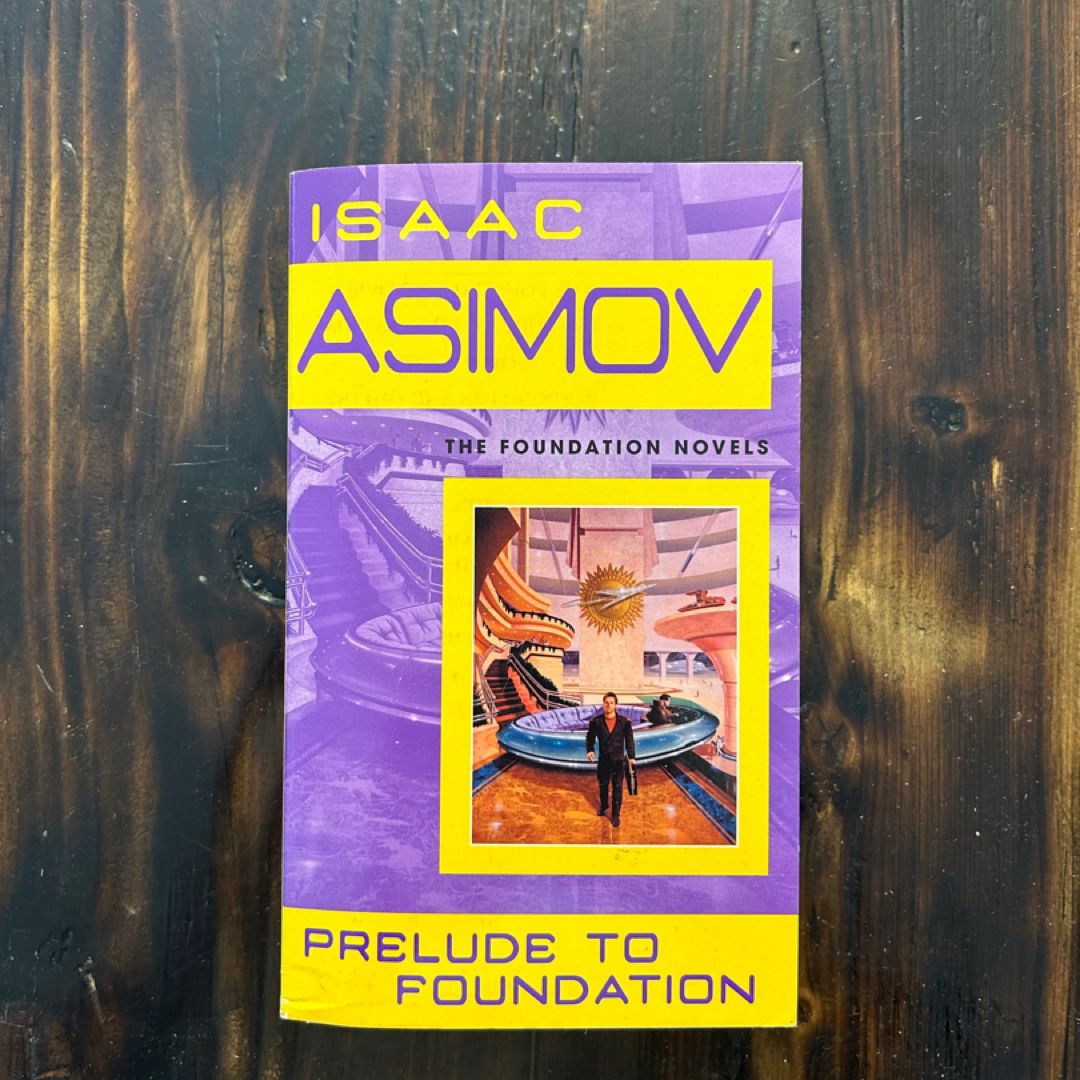 ISAAC
ASIMOV
THE FOUNDATION NOVELS
PRELUDE TO
FOUNDATION